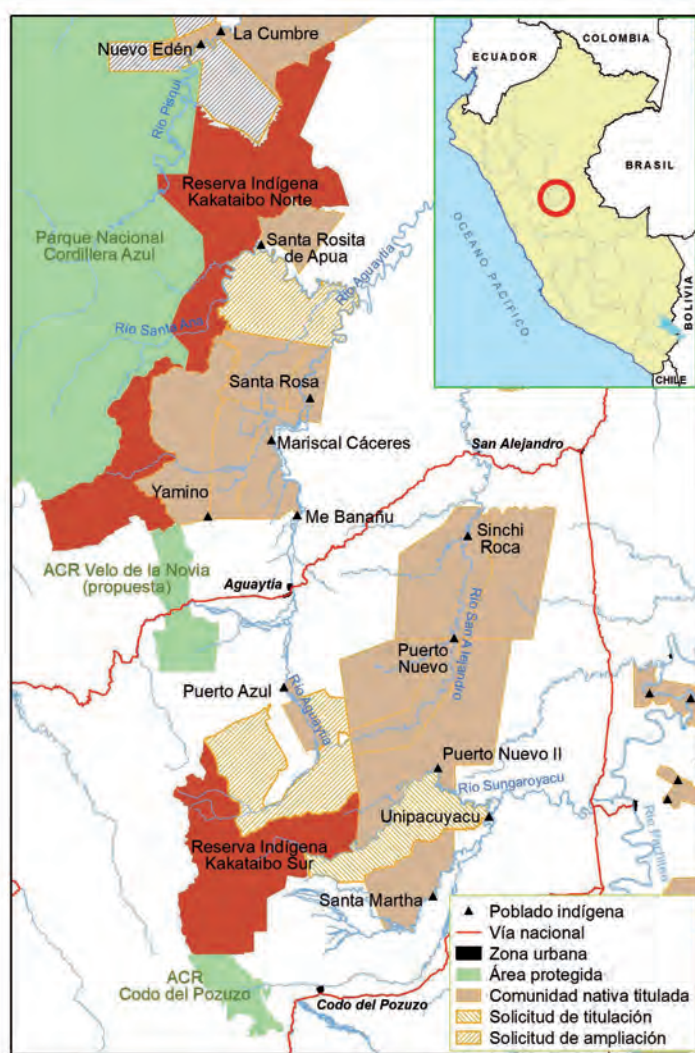 La Cumbre
Nuevo Edén
Río Pisqui
Reserva Indígena
Kakataibo Norte
Parque Nacional
Cordillera Azul
Santa Rosita
de Apua
Río Aguaytía
Río Santa Ana
Santa Rosa
Mariscal Cáceres
San Alejandro
Yamino
Me Banañu
Sinchi
Roca
ACR Velo de la Novia
(propuesta)
Aguaytía
Río San Alejandro
Puerto
Nuevo
Puerto Azul
Río Aguaytía
Puerto Nuevo II
Río Sungaroyacu
Unipacuyacu
Río Pachitea
Reserva Indígena
Kakataibo Sur
Santa Martha
ACR
Codo del Pozuzo
Codo del Pozuzo
COLOMBIA
ECUADOR
BRASIL
OCEANO PACÍFICO
BOLIVIA
CHILE
Poblado indígena
Vía nacional
Zona urbana
Área protegida
Comunidad nativa titulada
Solicitud de titulación
Solicitud de ampliación